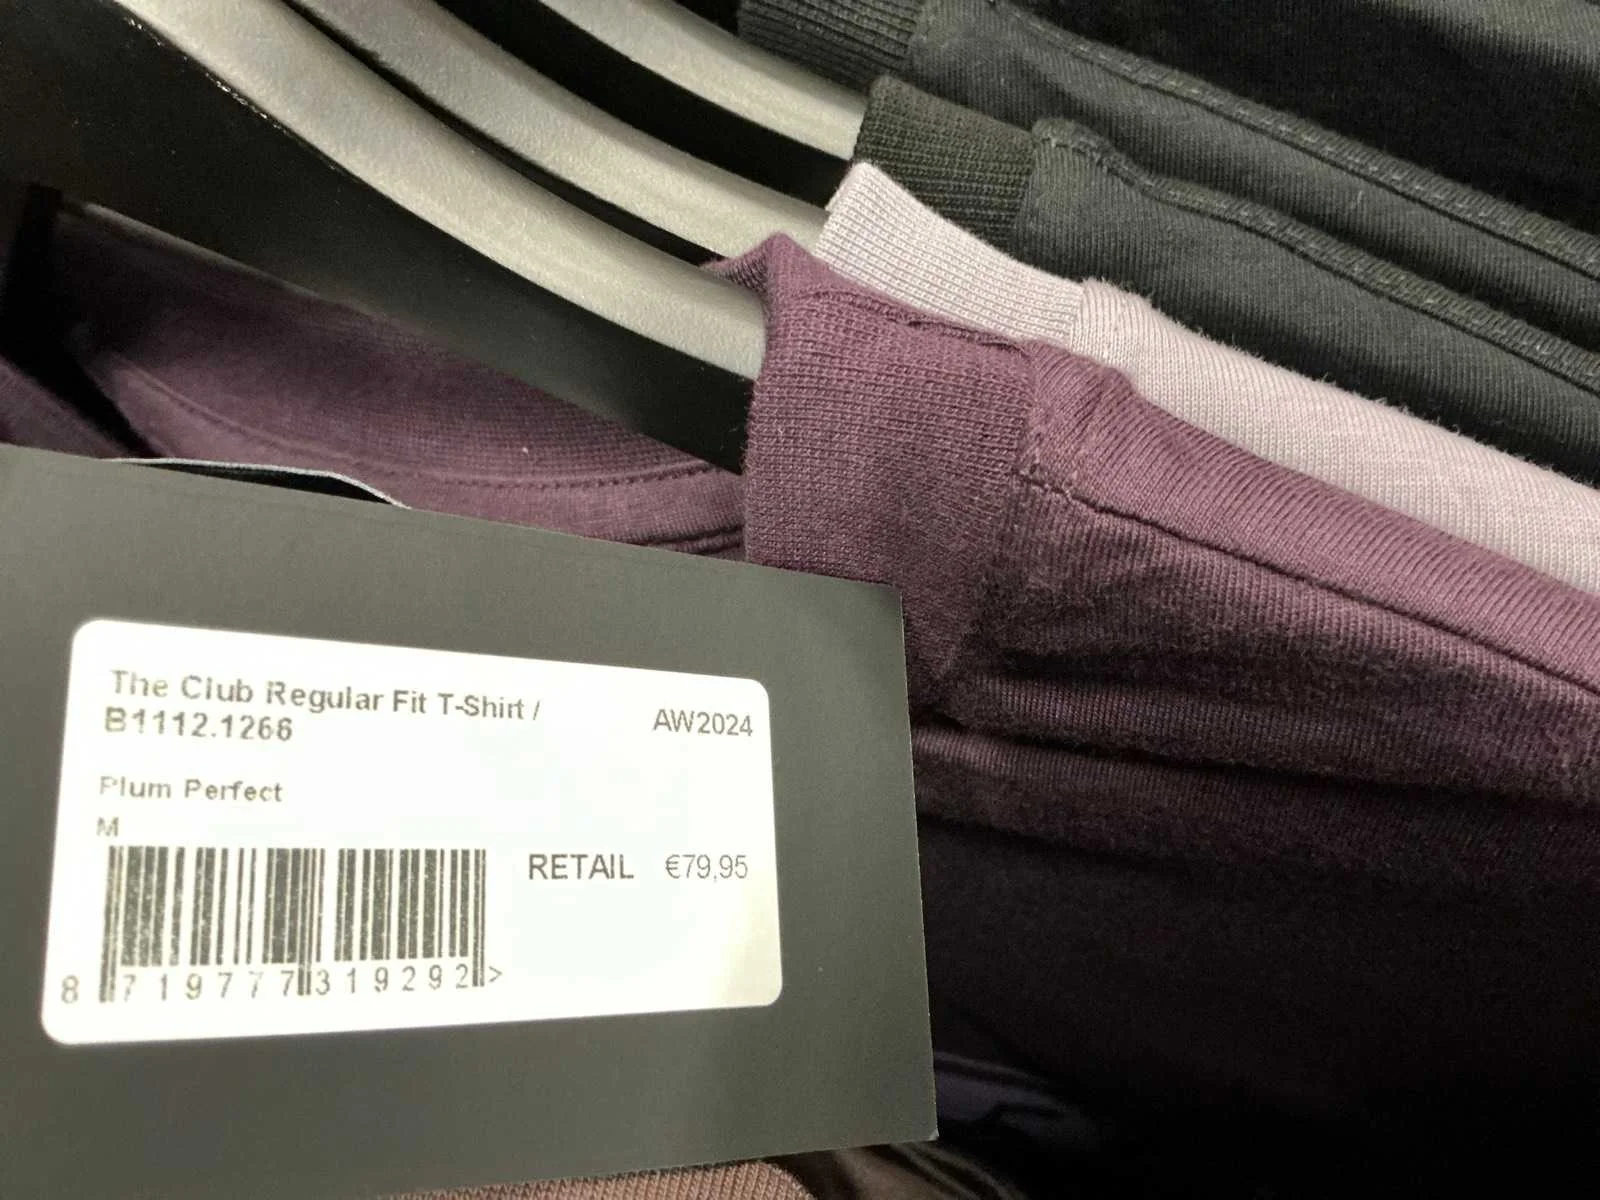 The Club Regular Fit T-Shirt /
B1112.1266
AW2024
Plum Perfect
M
RETAIL €79,95
8 719777 319292 >